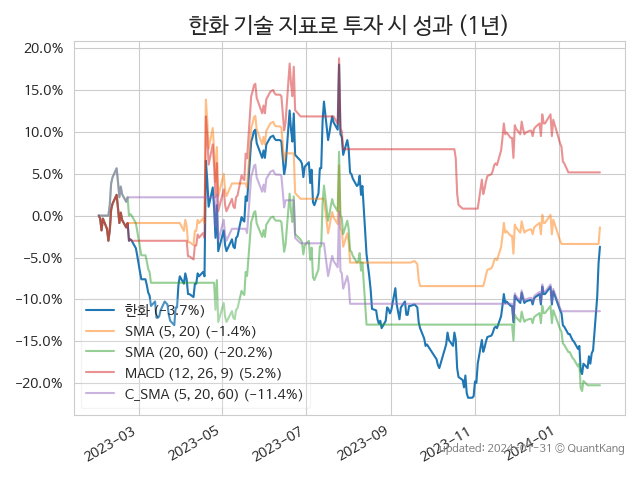 한화 기술 지표로 투자 시 성과 (1년)
20.0%
15.0%
10.0%
5.0%
0.0%
−5.0%
−10.0%
−15.0%
−20.0%
한화 (−3.7%)
SMA (5, 20) (−1.4%)
SMA (20, 60) (−20.2%)
MACD (12, 26, 9) (5.2%)
C_SMA (5, 20, 60) (−11.4%)
2023−03
2023−05
2023−07
2023−09
2023−11
2024−01
updated: 2024−01−31 © QuantKang